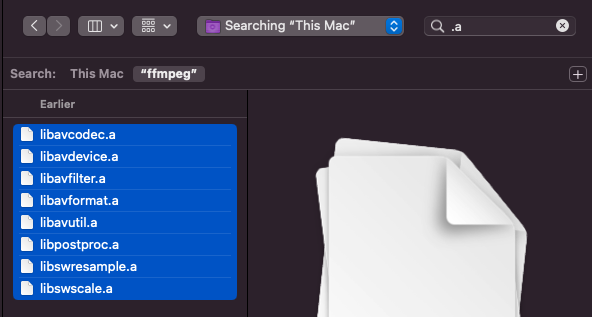 Searching “This Mac”
.a
Search: This Mac “ffmpeg”
Earlier
libavcodec.a
libavdevice.a
libavfilter.a
libavformat.a
libavutil.a
libpostproc.a
libswresample.a
libswscale.a